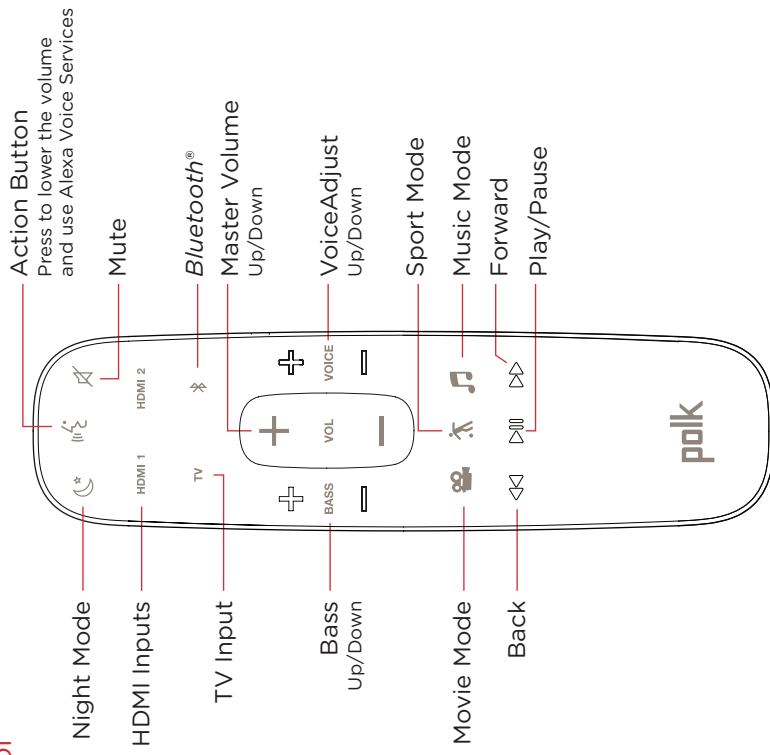 Action Button
Press to lower the volume
and use Alexa Voice Services
Mute
Bluetooth®
Master Volume
Up/Down
VoiceAdjust
Up/Down
Sport Mode
Music Mode
Forward
Play/Pause
HDMI 1
HDMI 2
TV
BASS
VOL
VOICE
polk
Night Mode
HDMI Inputs
TV Input
Bass
Up/Down
Movie Mode
Back